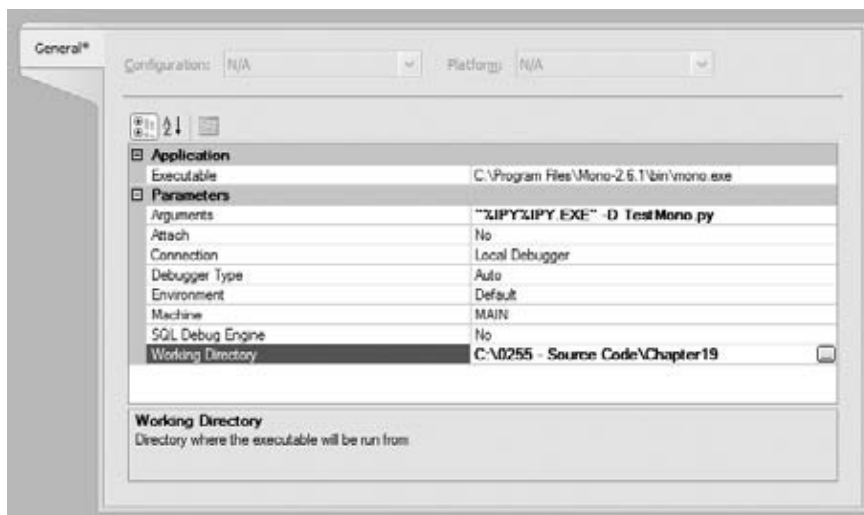 General*
Configuration: N/A Platform: N/A
Application
Executable C:\Program Files\Mono-2.6.1\bin\mono.exe
Parameters
Arguments "%IPY%IPY.EXE" -D TestMono.py
Attach No
Connection Local Debugger
Debugger Type Auto
Environment Default
Machine MAIN
SQL Debug Engine No
Working Directory C:\0255 - Source Code\Chapter19 ...
Working Directory
Directory where the executable will be run from